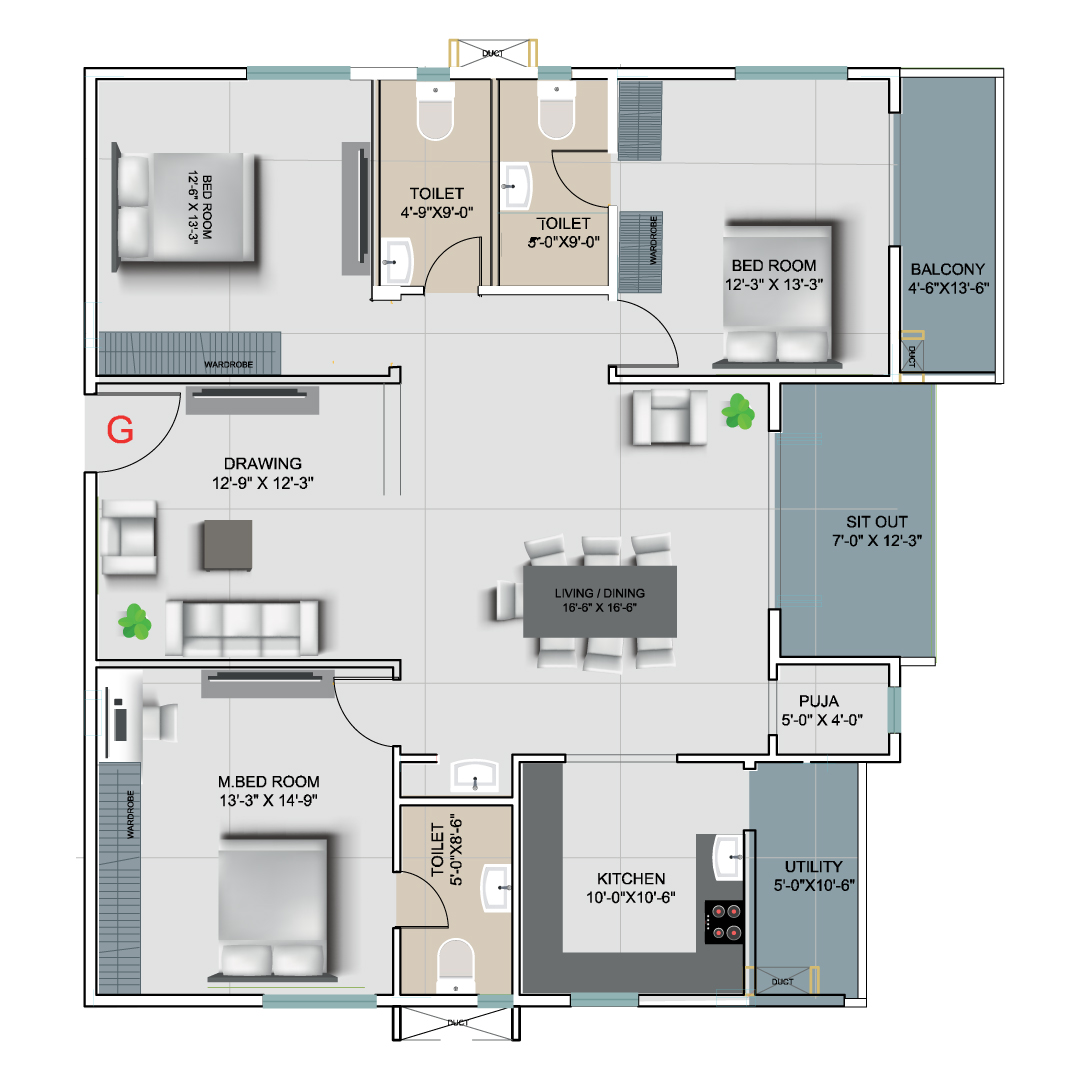 DUCT
BED ROOM
12'-6" X 13'-3"
TOILET
4'-9"X9'-0"
TOILET
5'-0"X9'-0"
WARDROBE
BED ROOM
12'-3" X 13'-3"
BALCONY
4'-6"X13'-6"
DUCT
WARDROBE
G
DRAWING
12'-9" X 12'-3"
SIT OUT
7'-0" X 12'-3"
LIVING / DINING
16'-6" X 16'-6"
PUJA
5'-0" X 4'-0"
M.BED ROOM
13'-3" X 14'-9"
WARDROBE
TOILET
5'-0"X8'-6"
KITCHEN
10'-0"X10'-6"
UTILITY
5'-0"X10'-6"
DUCT
DUCT